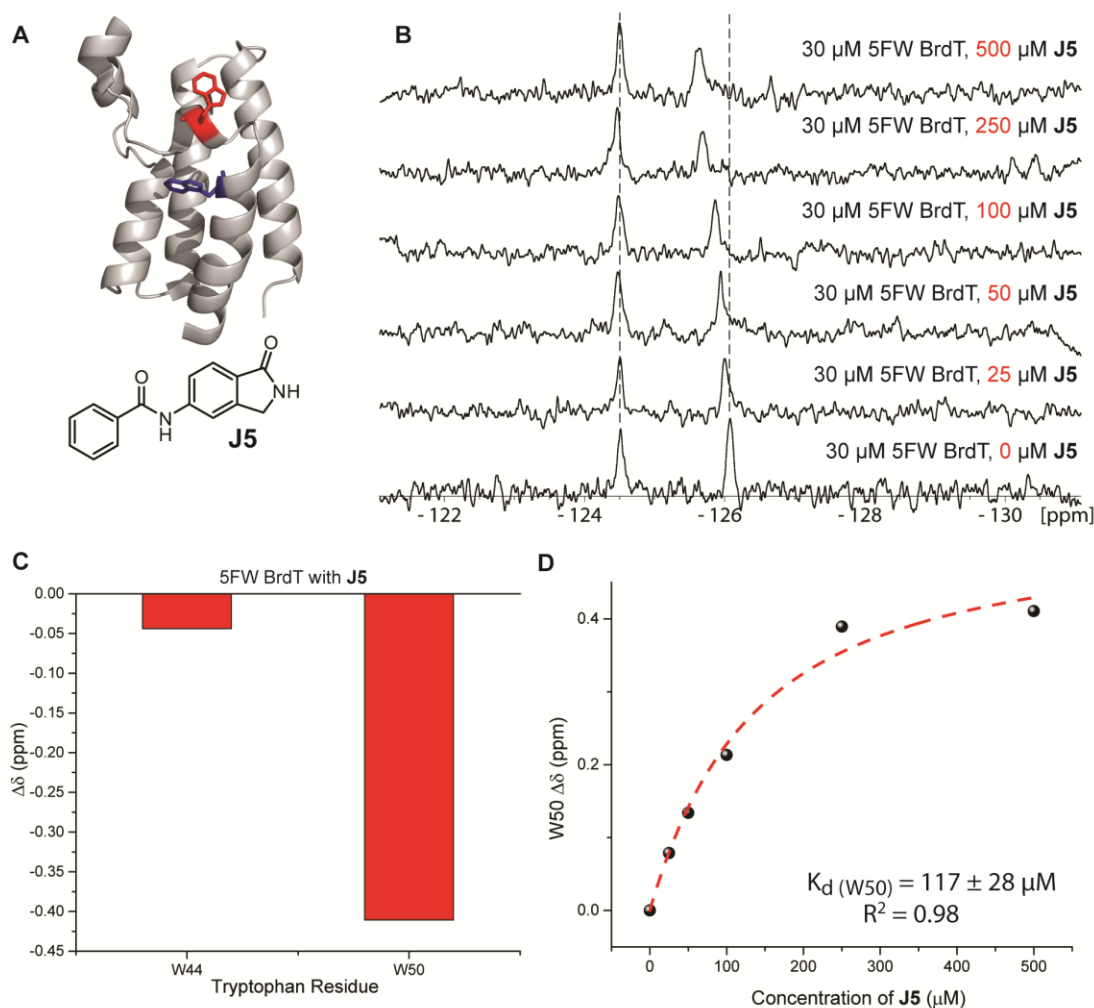 A
O
O
N
H
NH
J5
B
30 µM 5FW BrdT, 500 µM J5
30 µM 5FW BrdT, 250 µM J5
30 µM 5FW BrdT, 100 µM J5
30 µM 5FW BrdT, 50 µM J5
30 µM 5FW BrdT, 25 µM J5
30 µM 5FW BrdT, 0 µM J5
- 122 - 124 - 126 - 128 - 130 [ppm]
C
5FW BrdT with J5
0.00
-0.05
-0.10
-0.15
-0.20
-0.25
-0.30
-0.35
-0.40
-0.45
Δδ (ppm)
W44 W50
Tryptophan Residue
D
0.4
0.2
0.0
W50 Δδ (ppm)
Kd (W50) = 117 ± 28 µM
R² = 0.98
0 100 200 300 400 500
Concentration of J5 (µM)